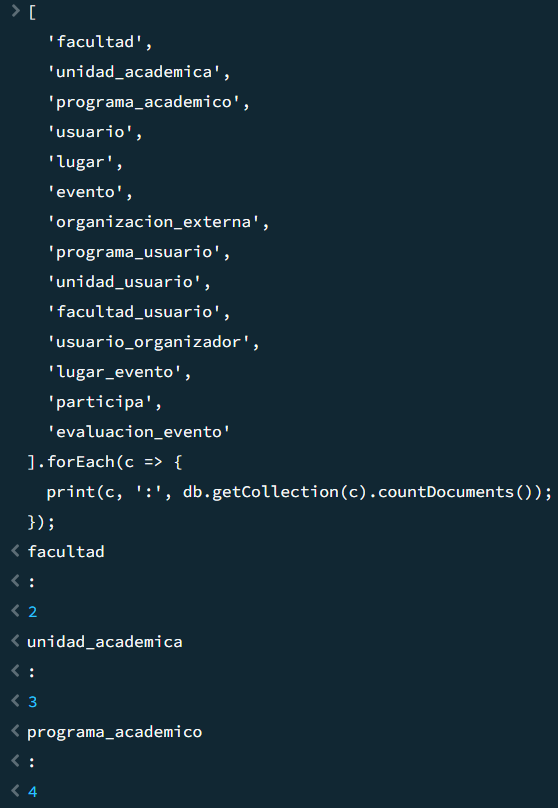 > [
'facultad',
'unidad_academica',
'programa_academico',
'usuario',
'lugar',
'evento',
'organizacion_externa',
'programa_usuario',
'unidad_usuario',
'facultad_usuario',
'usuario_organizador',
'lugar_evento',
'participa',
'evaluacion_evento'
].forEach(c => {
print(c, ':', db.getCollection(c).countDocuments());
});
< facultad
< :
< 2
< unidad_academica
< :
< 3
< programa_academico
< :
< 4